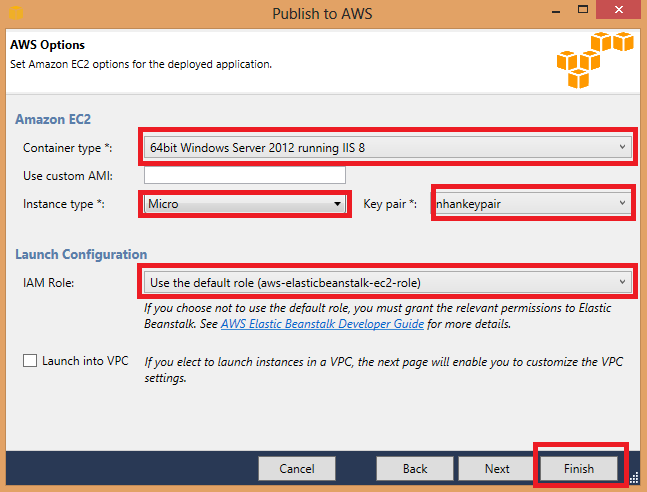 Publish to AWS
AWS Options
Set Amazon EC2 options for the deployed application.
Amazon EC2
Container type *: 64bit Windows Server 2012 running IIS 8
Use custom AMI:
Instance type *: Micro Key pair *: nhankeypair
Launch Configuration
IAM Role: Use the default role (aws-elasticbeanstalk-ec2-role)
If you choose not to use the default role, you must grant the relevant permissions to Elastic
Beanstalk. See AWS Elastic Beanstalk Developer Guide for more details.
Launch into VPC If you elect to launch instances in a VPC, the next page will enable you to customize the VPC
settings.
Cancel Back Next Finish